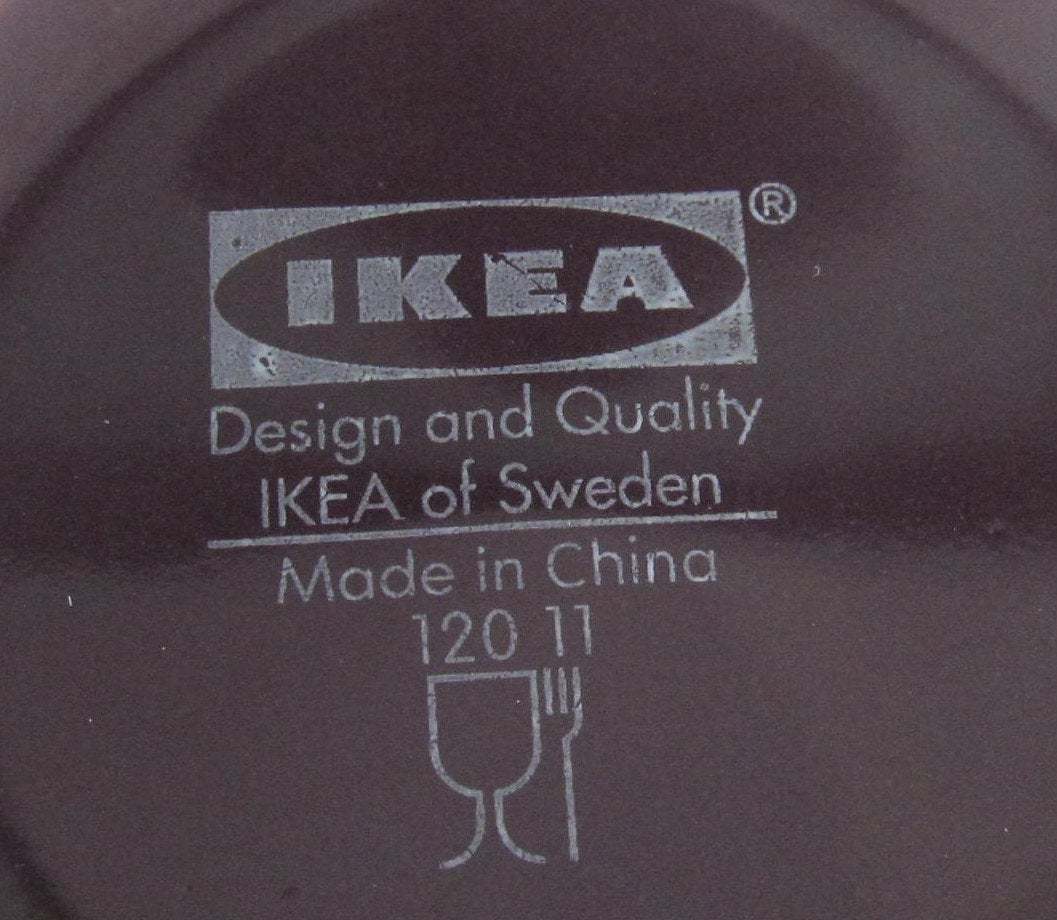 IKEA®
Design and Quality
IKEA of Sweden
Made in China
120 11